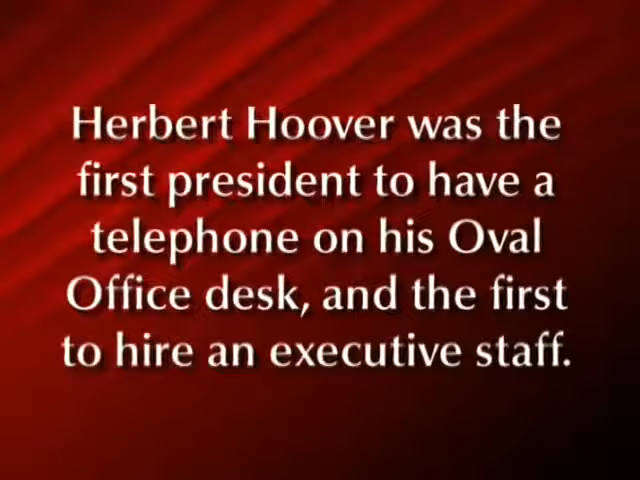 Herbert Hoover was the
first president to have a
telephone on his Oval
Office desk, and the first
to hire an executive staff.